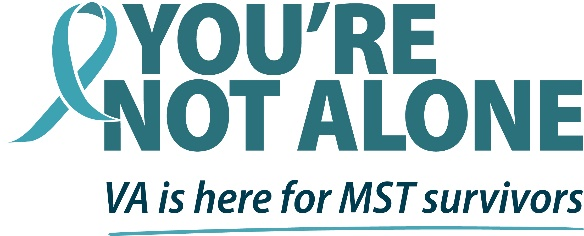 YOU'RE
NOT ALONE
VA is here for MST survivors